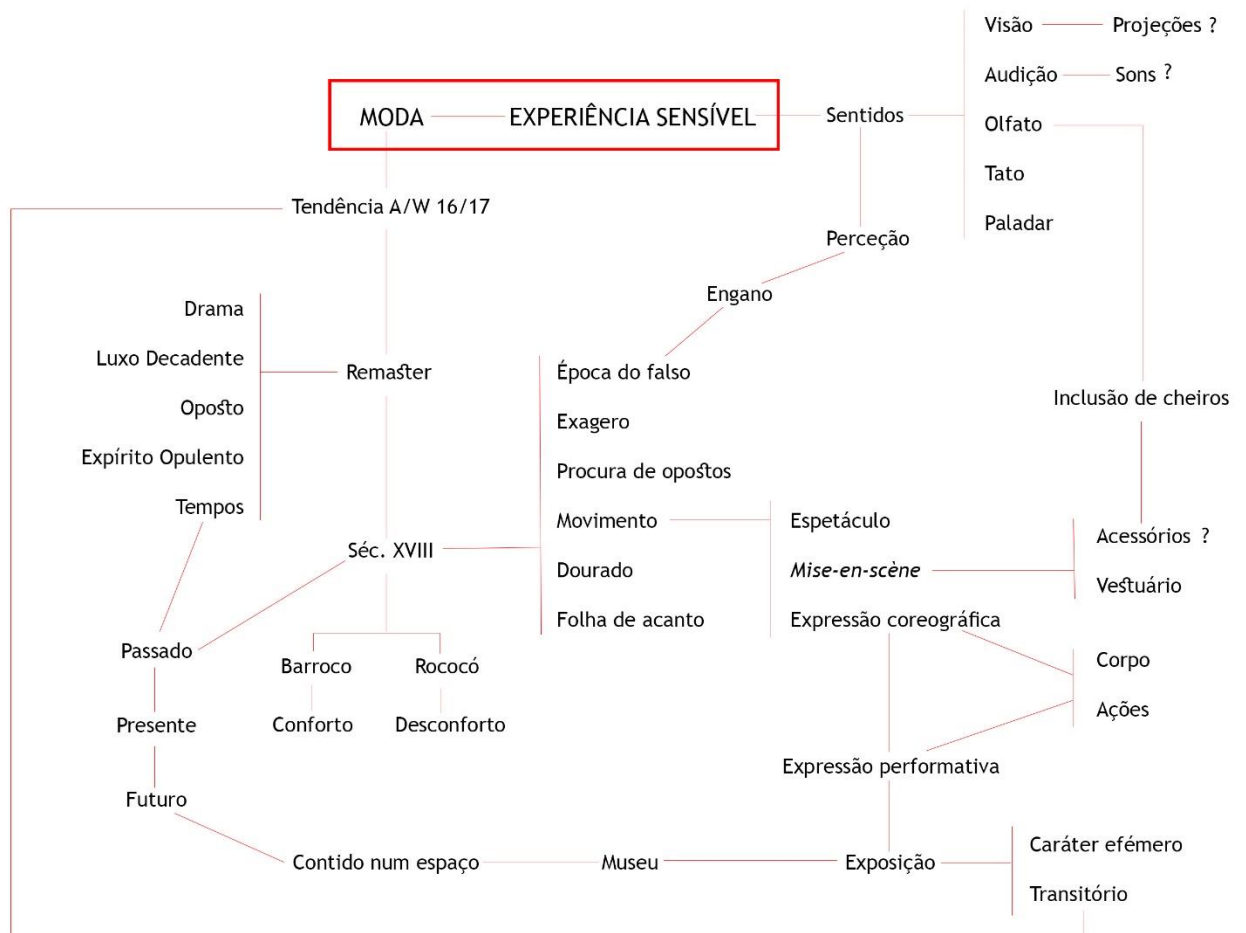 Visão
Projeções ?
Audição
Sons ?
MODA
EXPERIÊNCIA SENSÍVEL
Sentidos
Olfato
Tato
Paladar
Tendência A/W 16/17
Perceção
Engano
Drama
Luxo Decadente
Remaster
Oposto
Expírito Opulento
Tempos
Época do falso
Exagero
Procura de opostos
Movimento
Dourado
Folha de acanto
Inclusão de cheiros
Séc. XVIII
Espetáculo
Mise-en-scène
Expressão coreográfica
Acessórios ?
Vestuário
Passado
Barroco
Rococó
Corpo
Ações
Presente
Conforto
Desconforto
Expressão performativa
Futuro
Contido num espaço
Museu
Exposição
Caráter efémero
Transitório